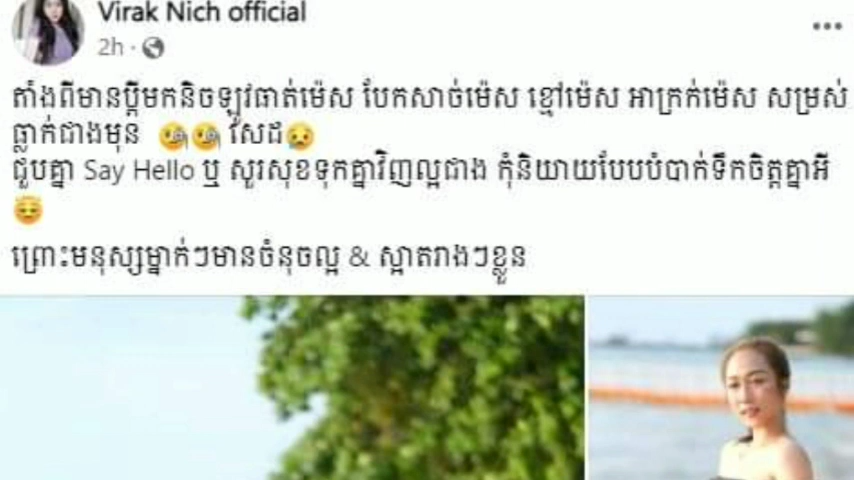 Virak Nich official
2h
តាំងពីមានប្ដីមកនិចឡូវធាត់ម៉េស បែកសាច់ម៉េស ខ្មៅម៉េស អាក្រក់ម៉េស សម្រស់
ធ្លាក់ជាងមុន 🧐🧐 សែដ😥
ជួបគ្នា Say Hello ឬ សួរសុខទុកគ្នាវិញល្អជាង កុំនិយាយបែបបំបាក់ទឹកចិត្តគ្នាអី
😇
ព្រោះមនុស្សម្នាក់ៗមានចំនុចល្អ & ស្អាតរាងៗខ្លួន